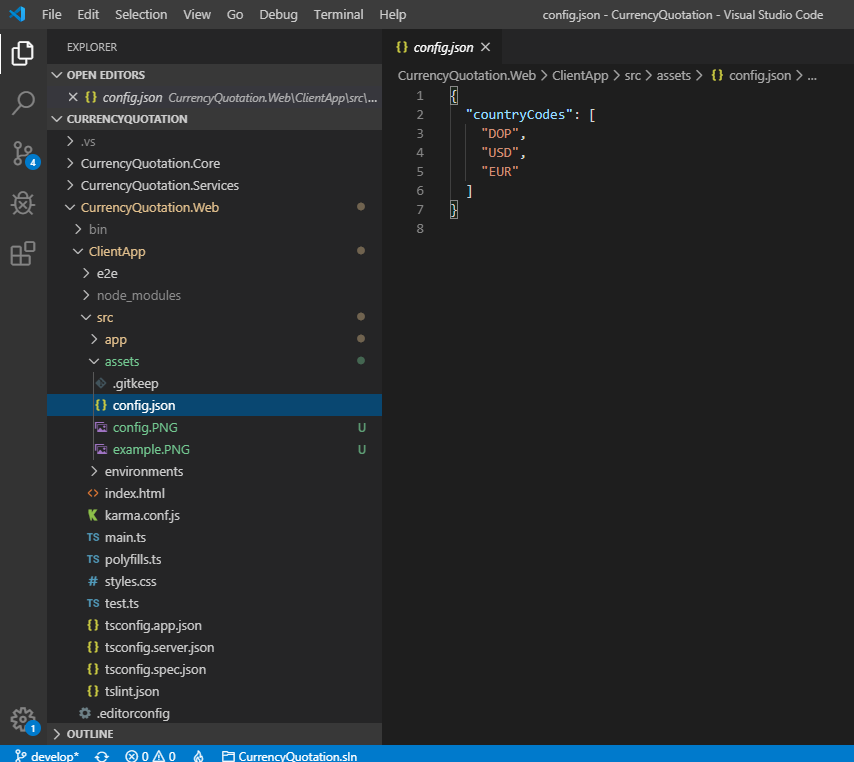 File Edit Selection View Go Debug Terminal Help config.json - CurrencyQuotation - Visual Studio Code
EXPLORER
OPEN EDITORS
config.json CurrencyQuotation.Web\ClientApp\src\...
CURRENCYQUOTATION
.vs
CurrencyQuotation.Core
CurrencyQuotation.Services
CurrencyQuotation.Web
bin
ClientApp
e2e
node_modules
src
app
assets
.gitkeep
{} config.json
config.PNG U
example.PNG U
environments
<> index.html
K karma.conf.js
TS main.ts
TS polyfills.ts
# styles.css
TS test.ts
{} tsconfig.app.json
{} tsconfig.server.json
{} tsconfig.spec.json
{} tslint.json
.editorconfig
OUTLINE
4
1
{} config.json
CurrencyQuotation.Web > ClientApp > src > assets > {} config.json > ...
1 {
2 "countryCodes": [
3 "DOP",
4 "USD",
5 "EUR"
6 ]
7 }
8
develop* 0 0 CurrencyQuotation.sln